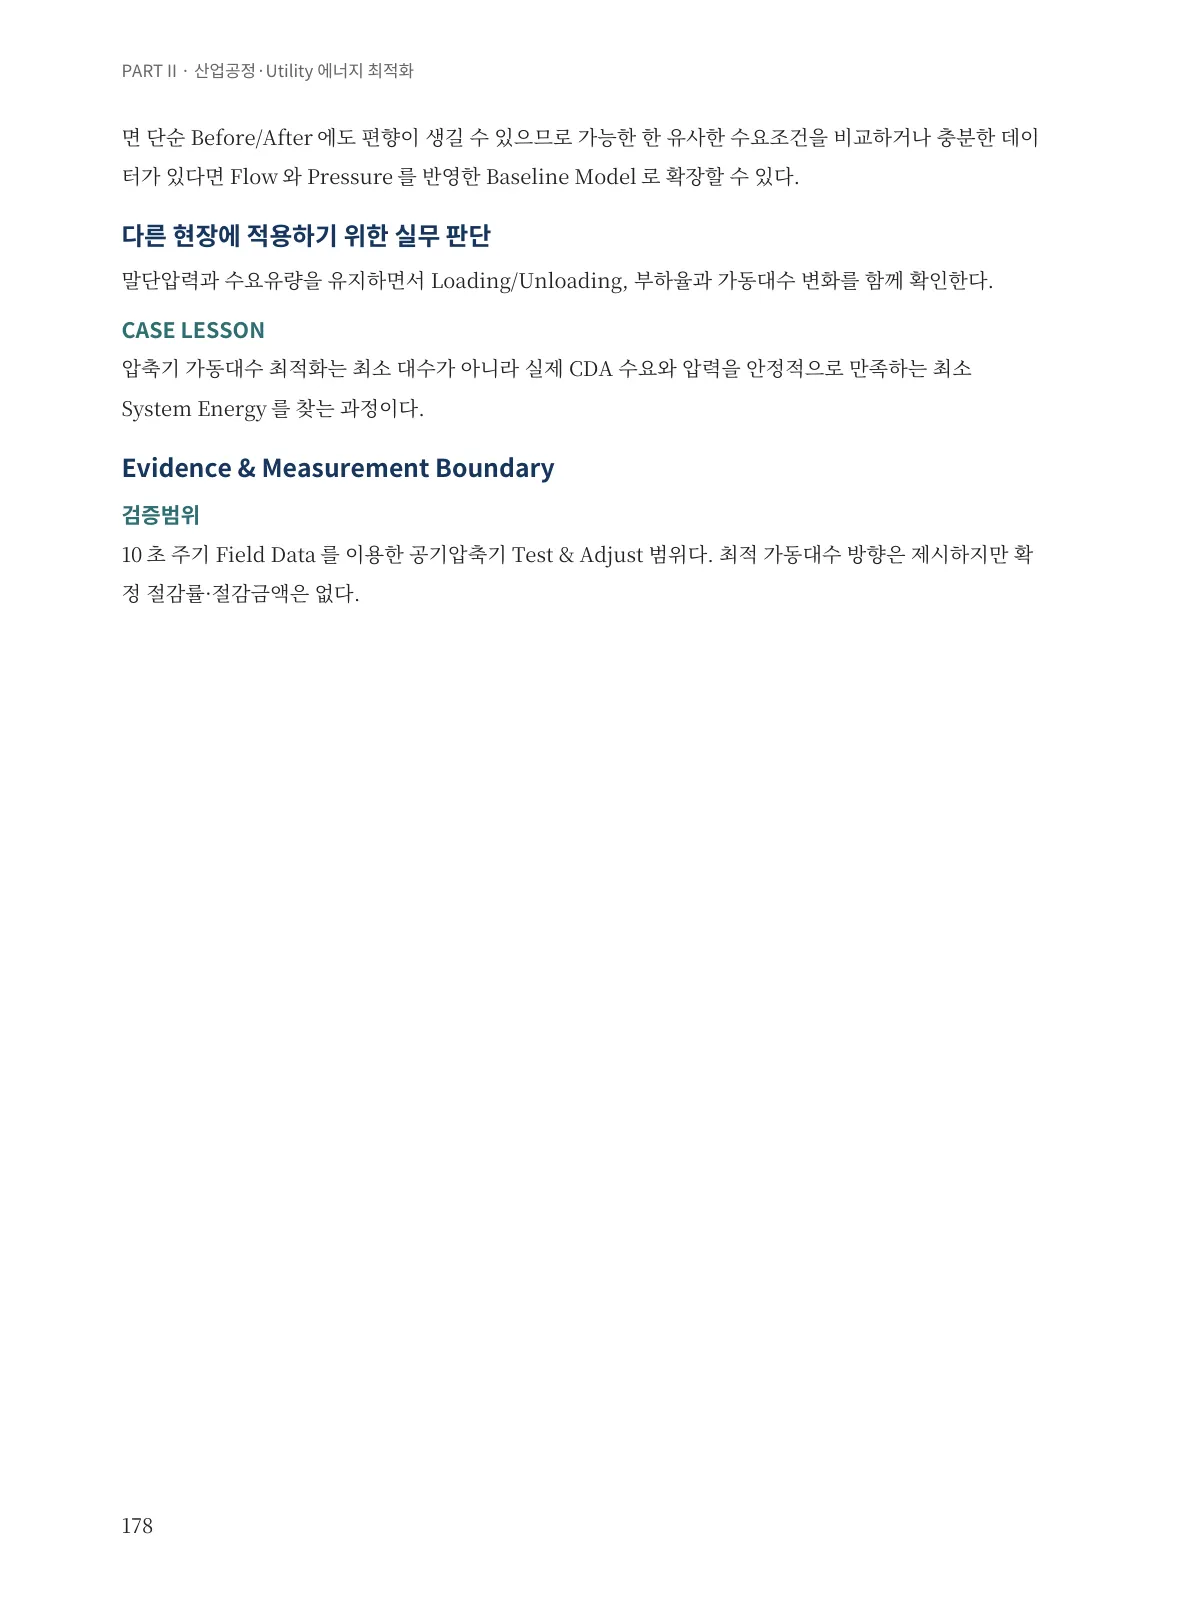 PART II · 산업공정·Utility 에너지 최적화
면 단순 Before/After 에도 편향이 생길 수 있으므로 가능한 한 유사한 수요조건을 비교하거나 충분한 데이
터가 있다면 Flow 와 Pressure 를 반영한 Baseline Model 로 확장할 수 있다.
다른 현장에 적용하기 위한 실무 판단
말단압력과 수요유량을 유지하면서 Loading/Unloading, 부하율과 가동대수 변화를 함께 확인한다.
CASE LESSON
압축기 가동대수 최적화는 최소 대수가 아니라 실제 CDA 수요와 압력을 안정적으로 만족하는 최소
System Energy 를 찾는 과정이다.
Evidence & Measurement Boundary
검증범위
10 초 주기 Field Data 를 이용한 공기압축기 Test & Adjust 범위다. 최적 가동대수 방향은 제시하지만 확
정 절감률·절감금액은 없다.
178